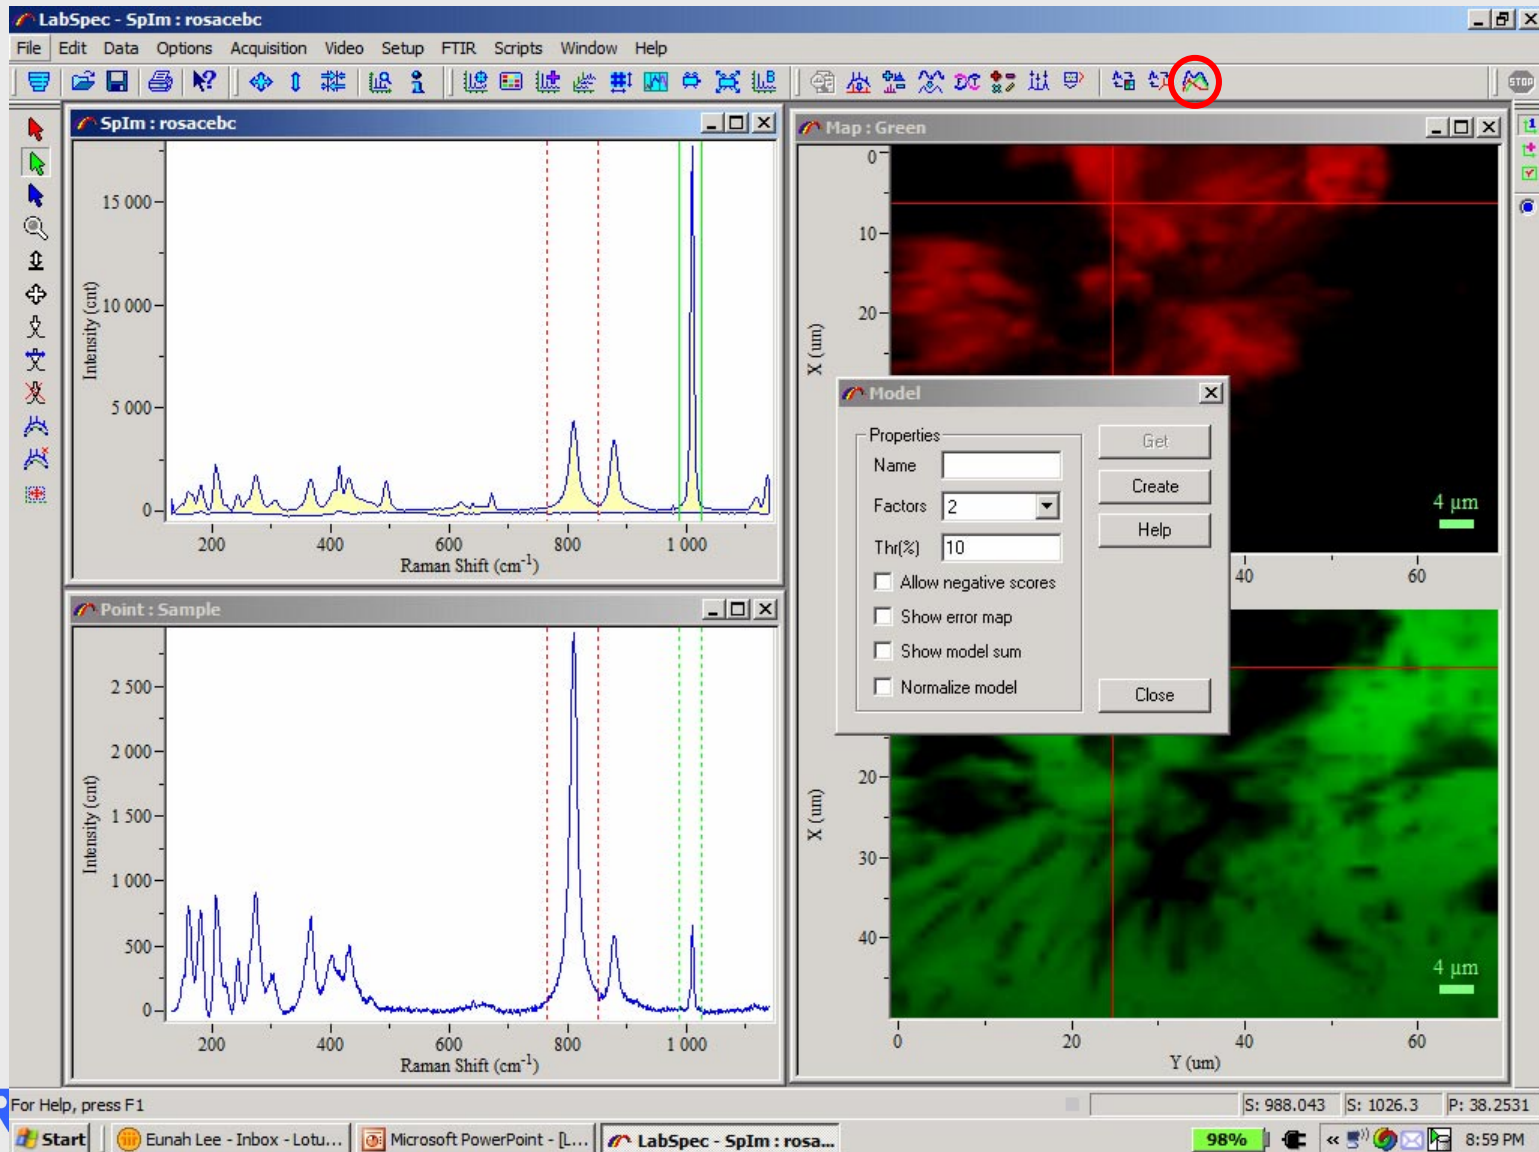 LabSpec - SpIm : rosacebc
File Edit Data Options Acquisition Video Setup FTIR Scripts Window Help
STOP
SpIm : rosacebc
15 000
10 000
5 000
0
Intensity (cnt)
200 400 600 800 1 000
Raman Shift (cm⁻¹)
Point : Sample
2 500
2 000
1 500
1 000
500
0
Intensity (cnt)
200 400 600 800 1 000
Raman Shift (cm⁻¹)
Map : Green
0
10
20
X (um)
4 µm
40 60
Model
Properties
Name
Factors 2
Thr(%) 10
Allow negative scores
Show error map
Show model sum
Normalize model
Get
Create
Help
Close
20
30
40
X (um)
4 µm
0 20 40 60
Y (um)
For Help, press F1
S: 988.043 S: 1026.3 P: 38.2531
Start Eunah Lee - Inbox - Lotu... Microsoft PowerPoint - [L... LabSpec - SpIm : rosa... 98% « 8:59 PM